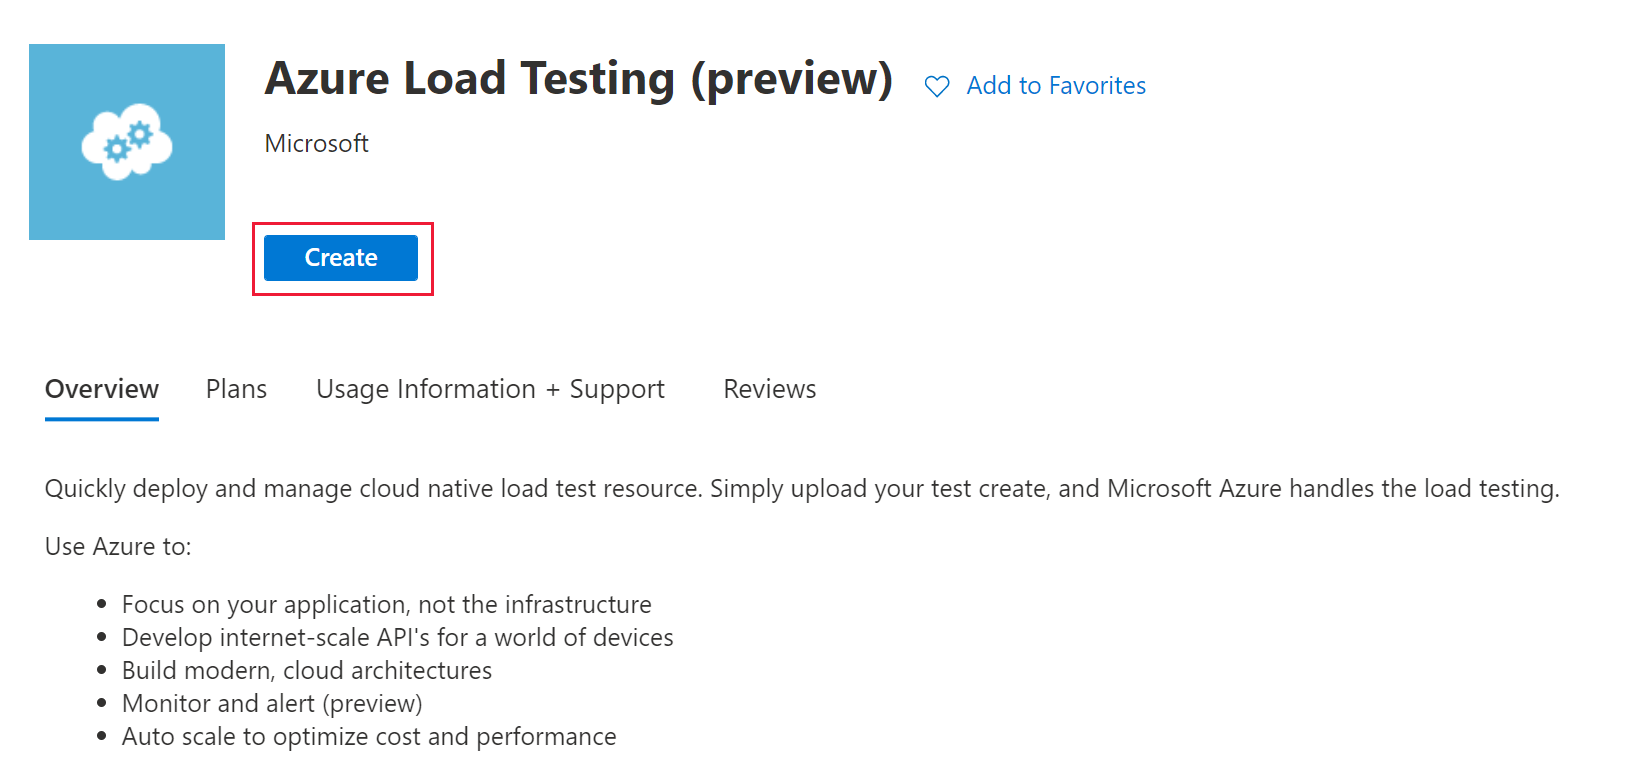 Azure Load Testing (preview)
Add to Favorites
Microsoft
Create
Overview
Plans
Usage Information + Support
Reviews
Quickly deploy and manage cloud native load test resource. Simply upload your test create, and Microsoft Azure handles the load testing.
Use Azure to:
Focus on your application, not the infrastructure
Develop internet-scale API's for a world of devices
Build modern, cloud architectures
Monitor and alert (preview)
Auto scale to optimize cost and performance